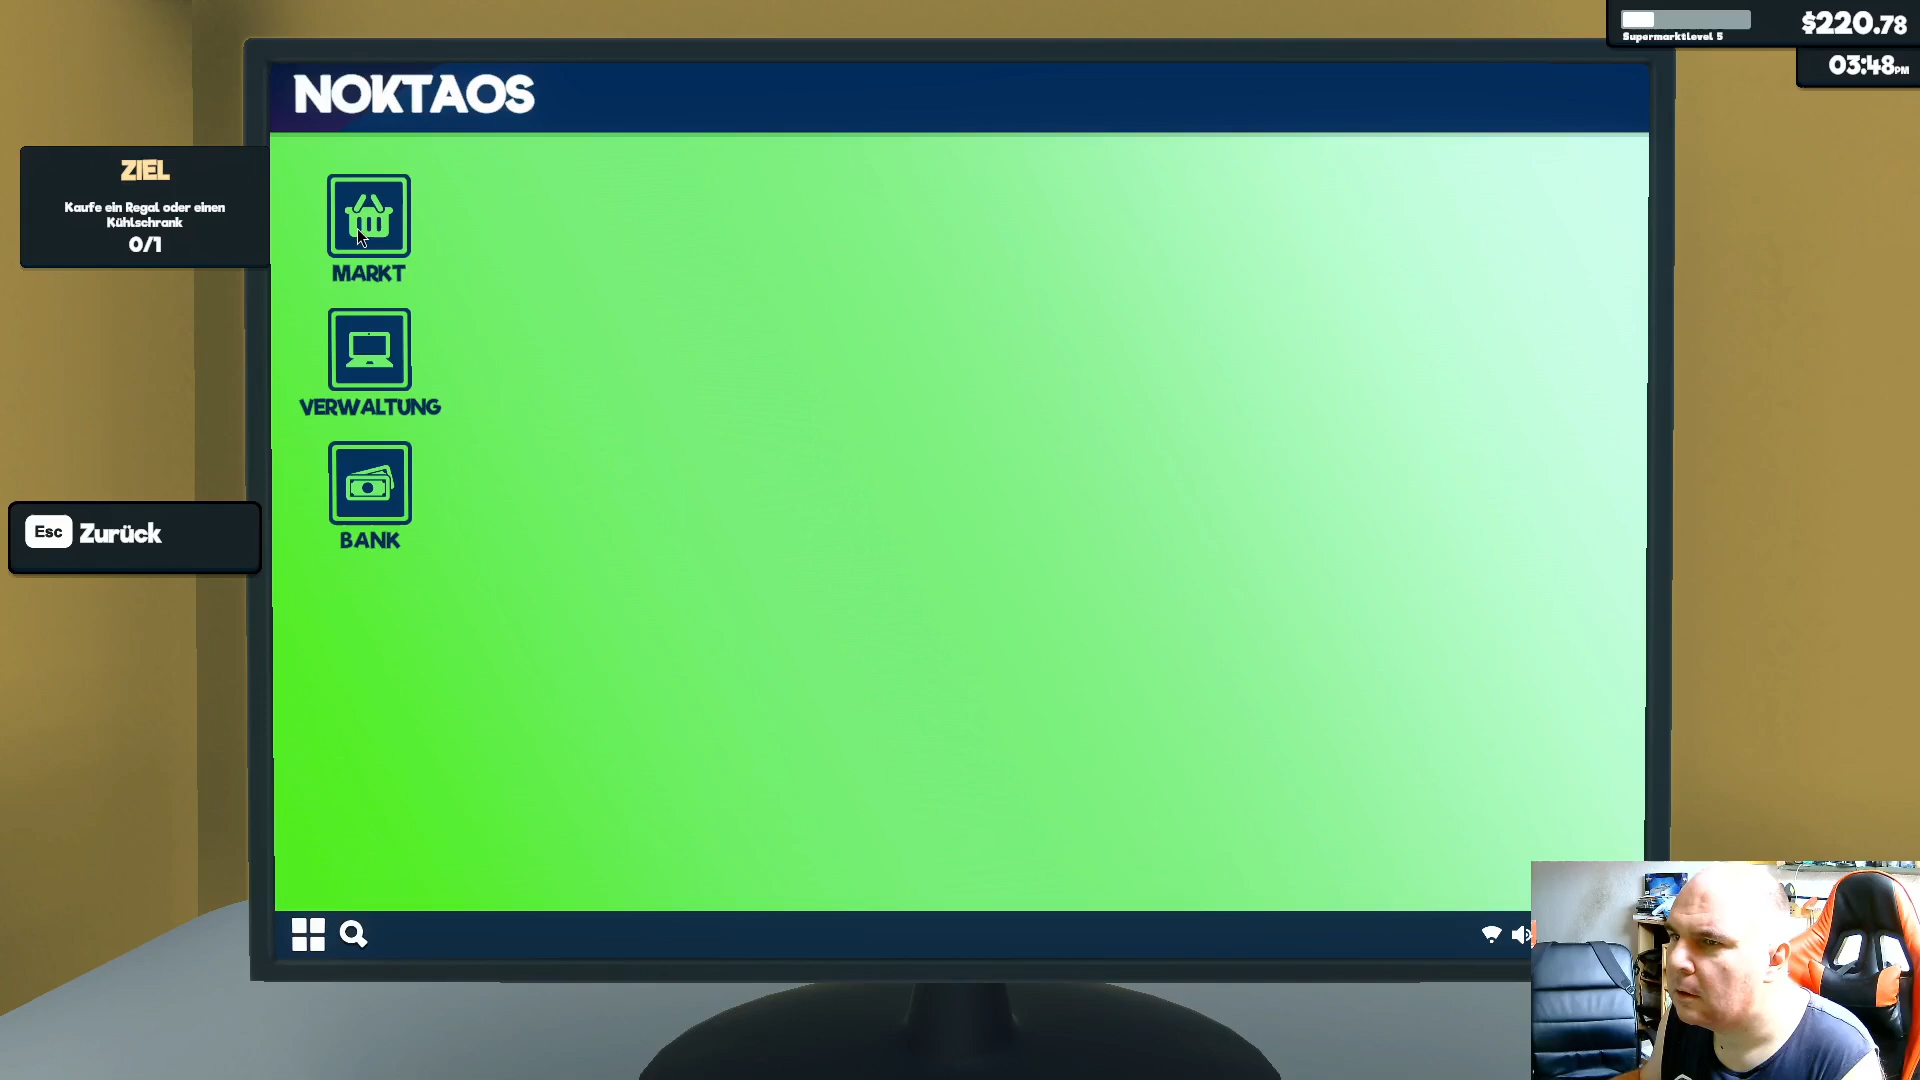 Supermarktlevel 5
$220.78
03:48PM
NOKTAOS
ZIEL
Kaufe ein Regal oder einen
Kühlschrank
0/1
MARKT
VERWALTUNG
Esc Zurück
BANK